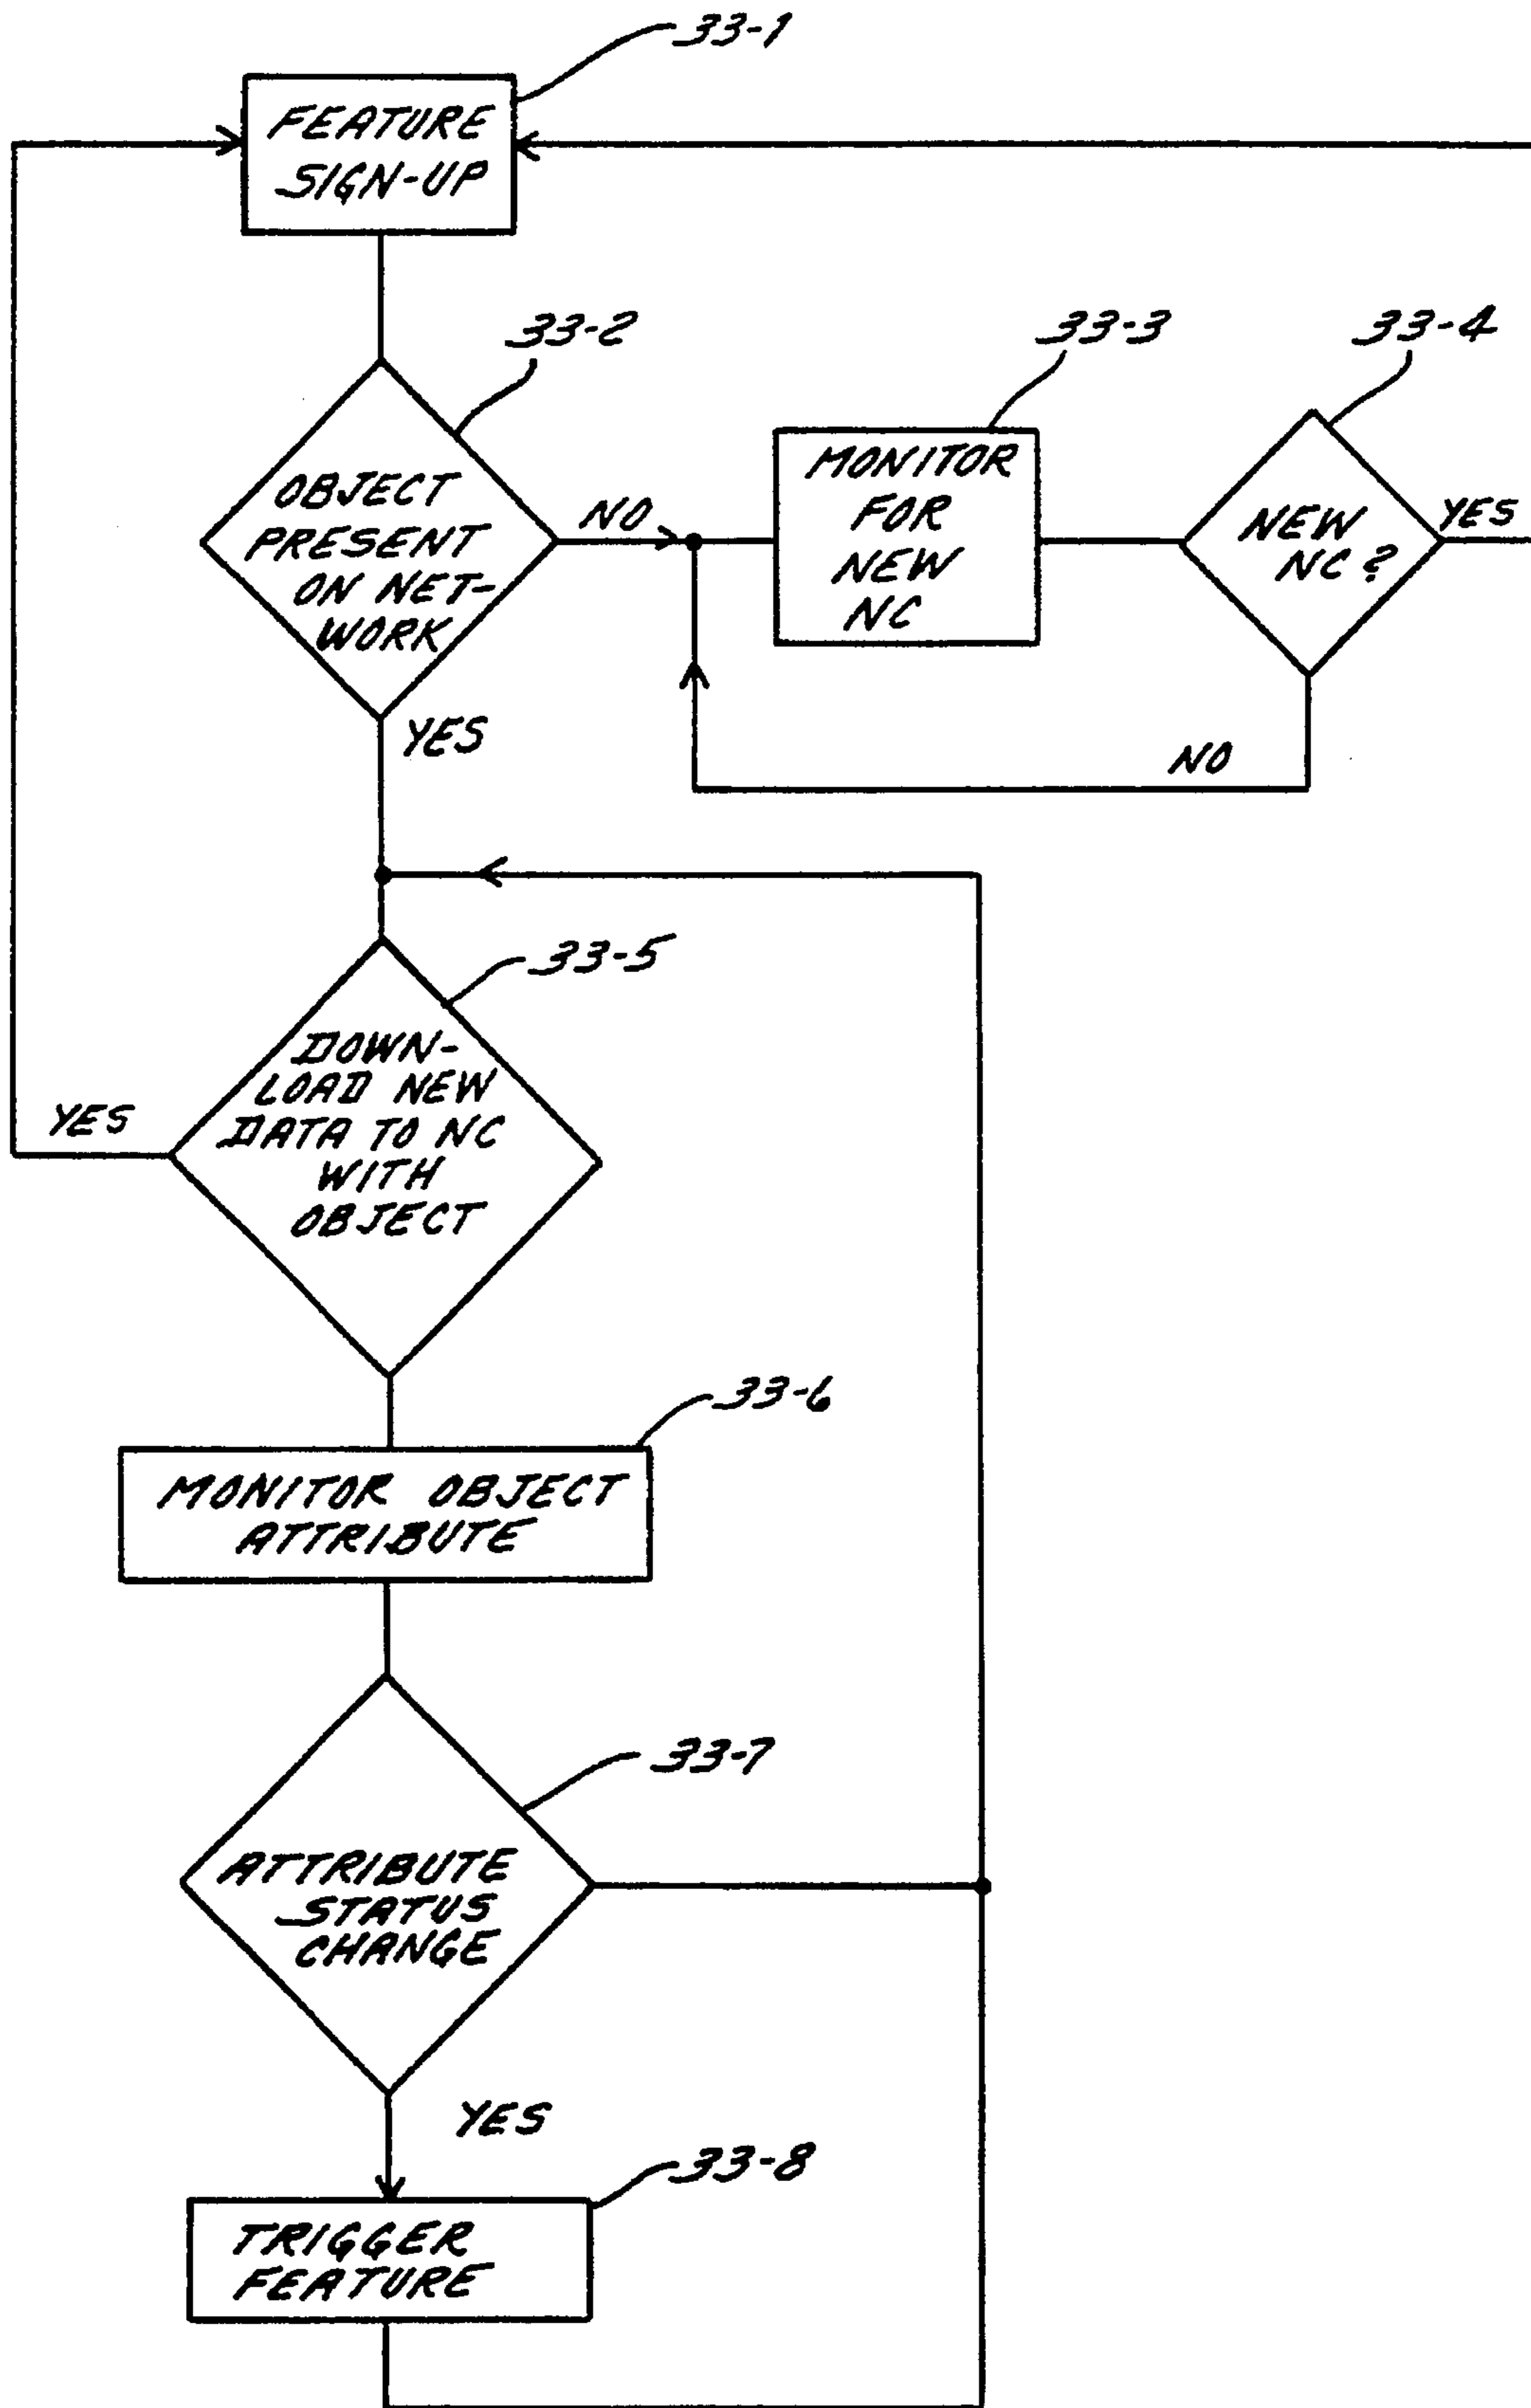 33-1
FEATURE
SIGN-UP
33-2
33-3
33-4
OBJECT
PRESENT
ON NET-
WORK
NO
MONITOR
FOR
NEW
NC
NEW
NC?
YES
YES
NO
33-5
DOWN-
LOAD NEW
DATA TO NC
WITH
OBJECT
YES
33-6
MONITOR OBJECT
ATTRIBUTE
33-7
ATTRIBUTE
STATUS
CHANGE
YES
33-8
TRIGGER
FEATURE